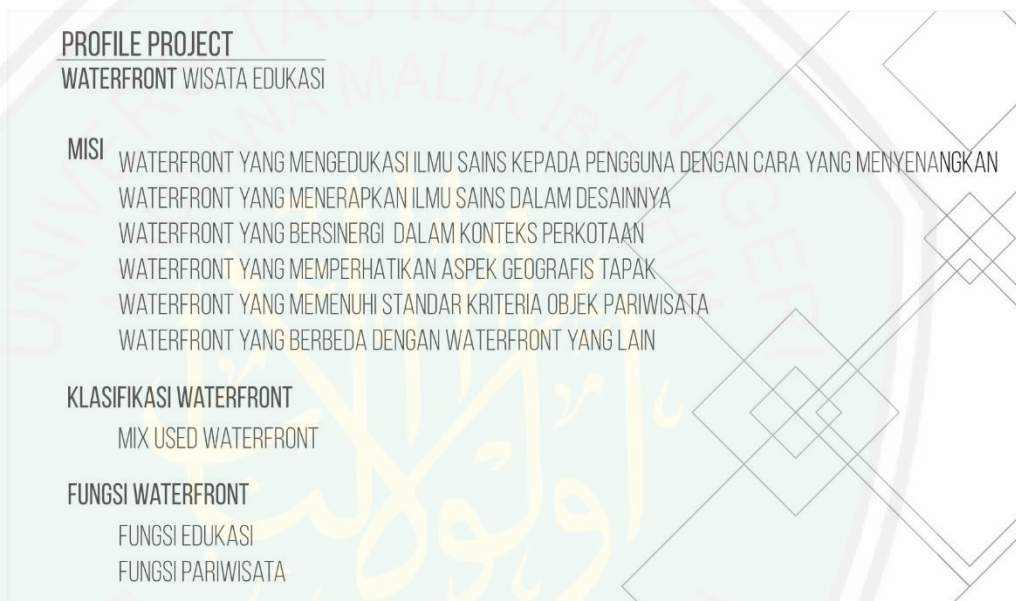 PROFILE PROJECT
WATERFRONT WISATA EDUKASI
MISI
WATERFRONT YANG MENGEDUKASI ILMU SAINS KEPADA PENGGUNA DENGAN CARA YANG MENYENANGKAN
WATERFRONT YANG MENERAPKAN ILMU SAINS DALAM DESAINNYA
WATERFRONT YANG BERSINERGI DALAM KONTEKS PERKOTAAN
WATERFRONT YANG MEMPERHATIKAN ASPEK GEOGRAFIS TAPAK
WATERFRONT YANG MEMENUHI STANDAR KRITERIA OBJEK PARIWISATA
WATERFRONT YANG BERBEDA DENGAN WATERFRONT YANG LAIN
KLASIFIKASI WATERFRONT
MIX USED WATERFRONT
FUNGSI WATERFRONT
FUNGSI EDUKASI
FUNGSI PARIWISATA